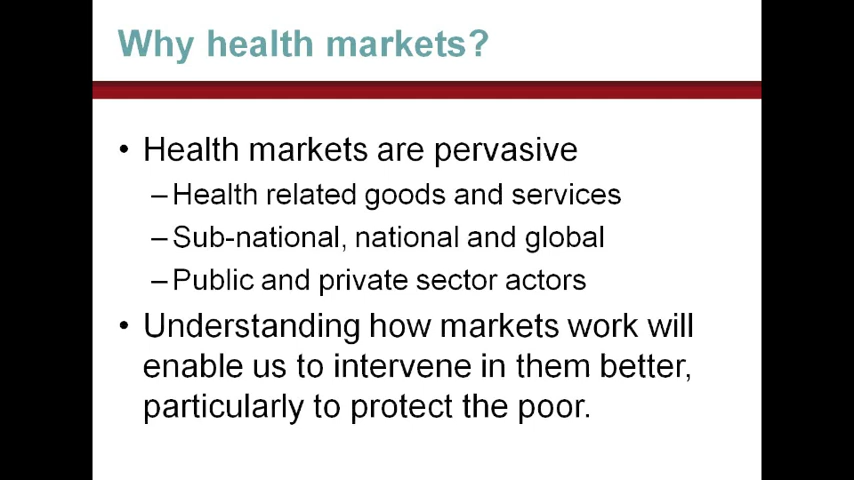 Why health markets?
• Health markets are pervasive
– Health related goods and services
– Sub-national, national and global
– Public and private sector actors
• Understanding how markets work will
enable us to intervene in them better,
particularly to protect the poor.